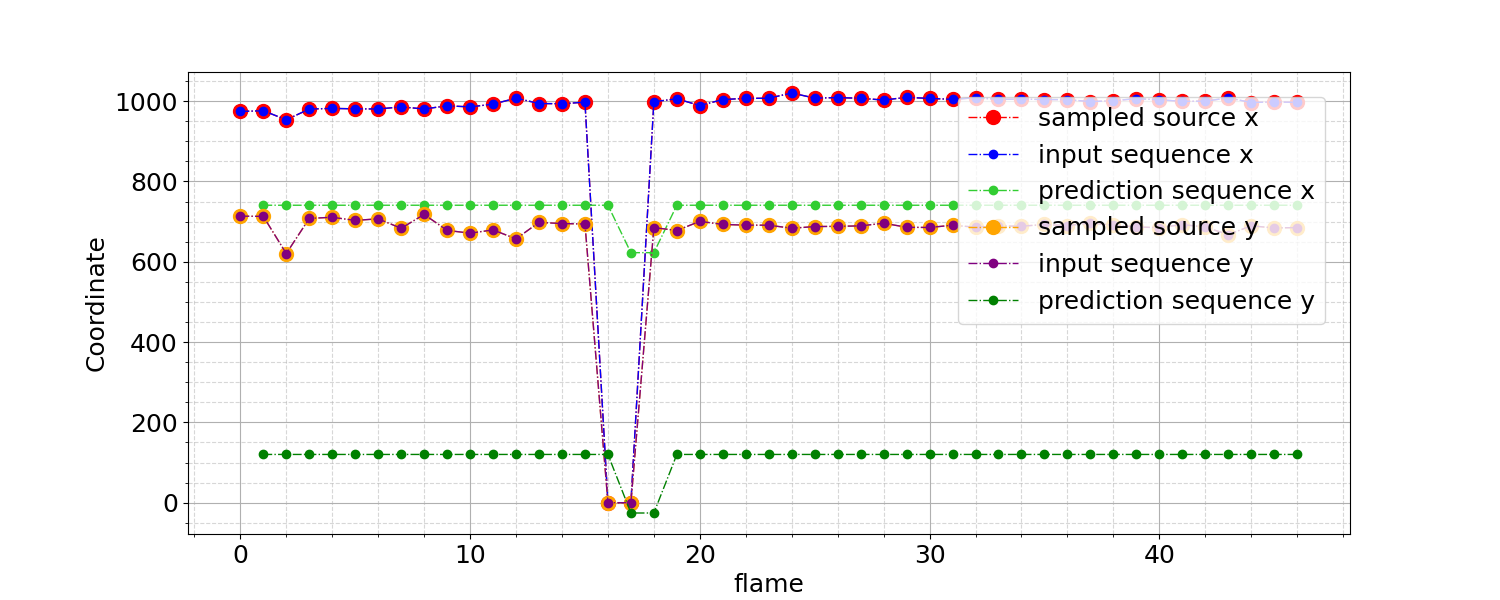 1000
800
600
400
200
0
Coordinate
sampled source x
input sequence x
prediction sequence x
sampled source y
input sequence y
prediction sequence y
0 10 20 30 40
flame